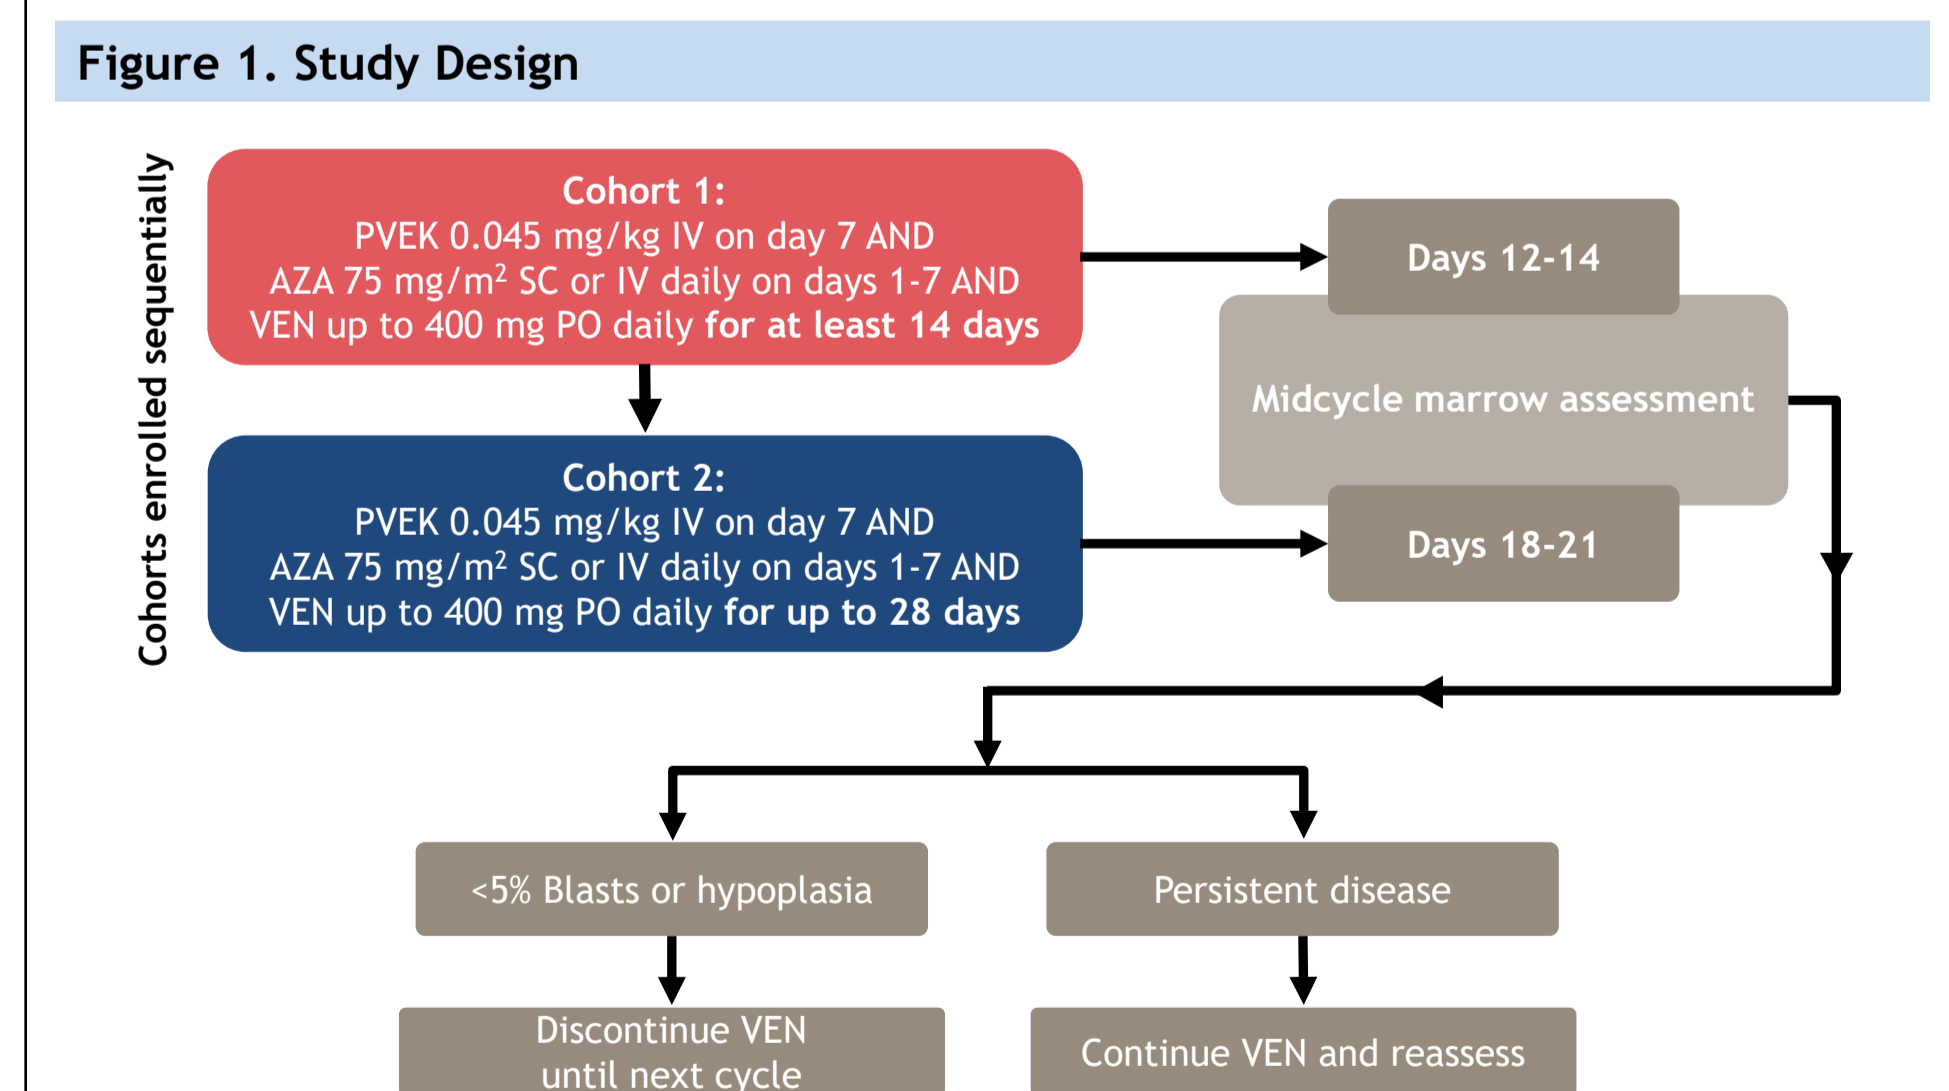 Figure 1. Study Design
Cohorts enrolled sequentially
Cohort 1:
PVEK 0.045 mg/kg IV on day 7 AND
AZA 75 mg/m² SC or IV daily on days 1-7 AND
VEN up to 400 mg PO daily for at least 14 days
Days 12-14
Midcycle marrow assessment
Cohort 2:
PVEK 0.045 mg/kg IV on day 7 AND
AZA 75 mg/m² SC or IV daily on days 1-7 AND
VEN up to 400 mg PO daily for up to 28 days
Days 18-21
<5% Blasts or hypoplasia
Persistent disease
Discontinue VEN
until next cycle
Continue VEN and reassess